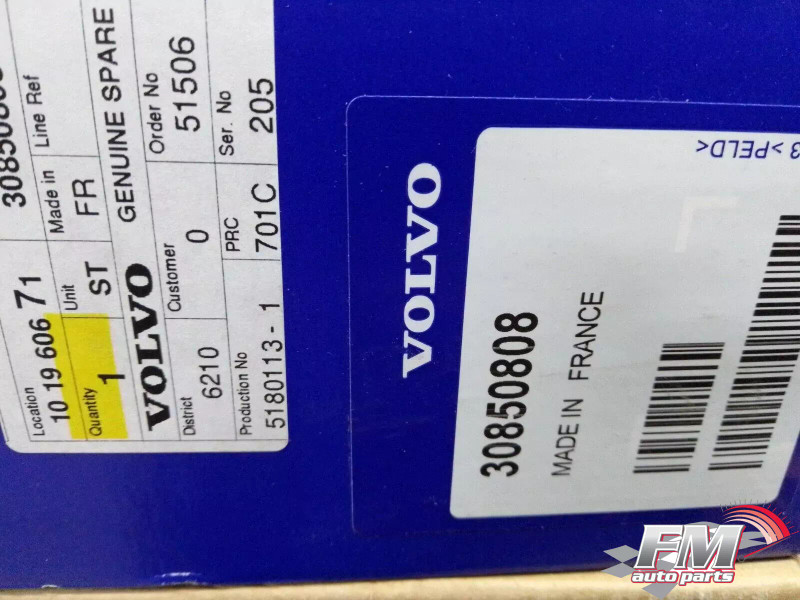 30850808
Line Ref
Location
10 19 606 71
Made in
FR
Quantity
1
Unit
ST
VOLVO GENUINE SPARE
Order No
51506
District
6210
Customer
0
Production No
5180113-1
PRC
701C
Ser. No
205
VOLVO
30850808
MADE IN FRANCE
3 >PELD<
FM
auto parts